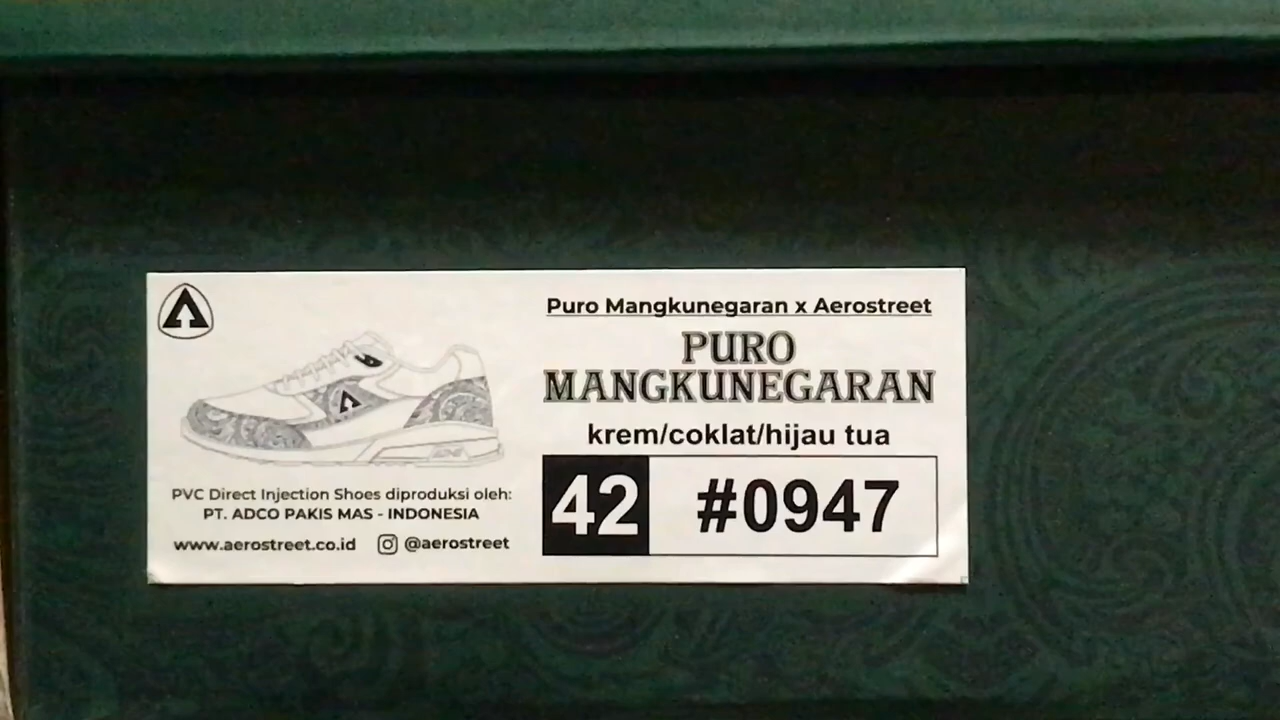 Puro Mangkunegaran x Aerostreet
PURO
MANGKUNEGARAN
krem/coklat/hijau tua
42 #0947
PVC Direct Injection Shoes diproduksi oleh:
PT. ADCO PAKIS MAS - INDONESIA
www.aerostreet.co.id @aerostreet